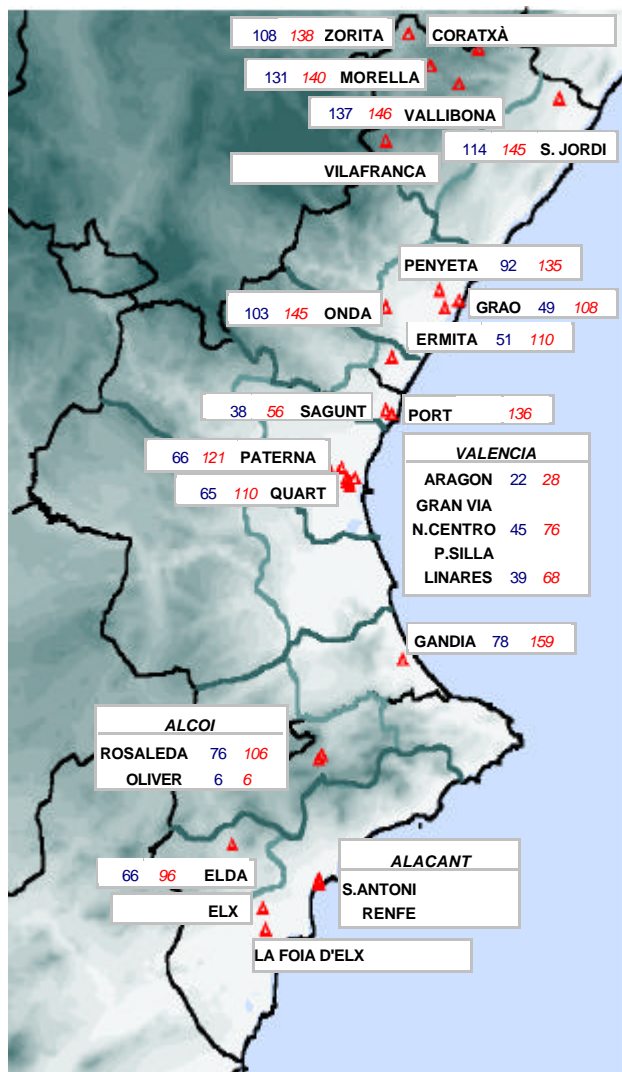 108 138 ZORITA
CORATXÀ
131 140 MORELLA
137 146 VALLIBONA
114 145 S. JORDI
VILAFRANCA
PENYETA 92 135
103 145 ONDA
GRAO 49 108
ERMITA 51 110
38 56 SAGUNT
PORT 136
66 121 PATERNA
65 110 QUART
VALENCIA
ARAGON 22 28
GRAN VIA
N.CENTRO 45 76
P.SILLA
LINARES 39 68
GANDIA 78 159
ALCOI
ROSALEDA 76 106
OLIVER 6 6
66 96 ELDA
ELX
ALACANT
S.ANTONI
RENFE
LA FOIA D'ELX